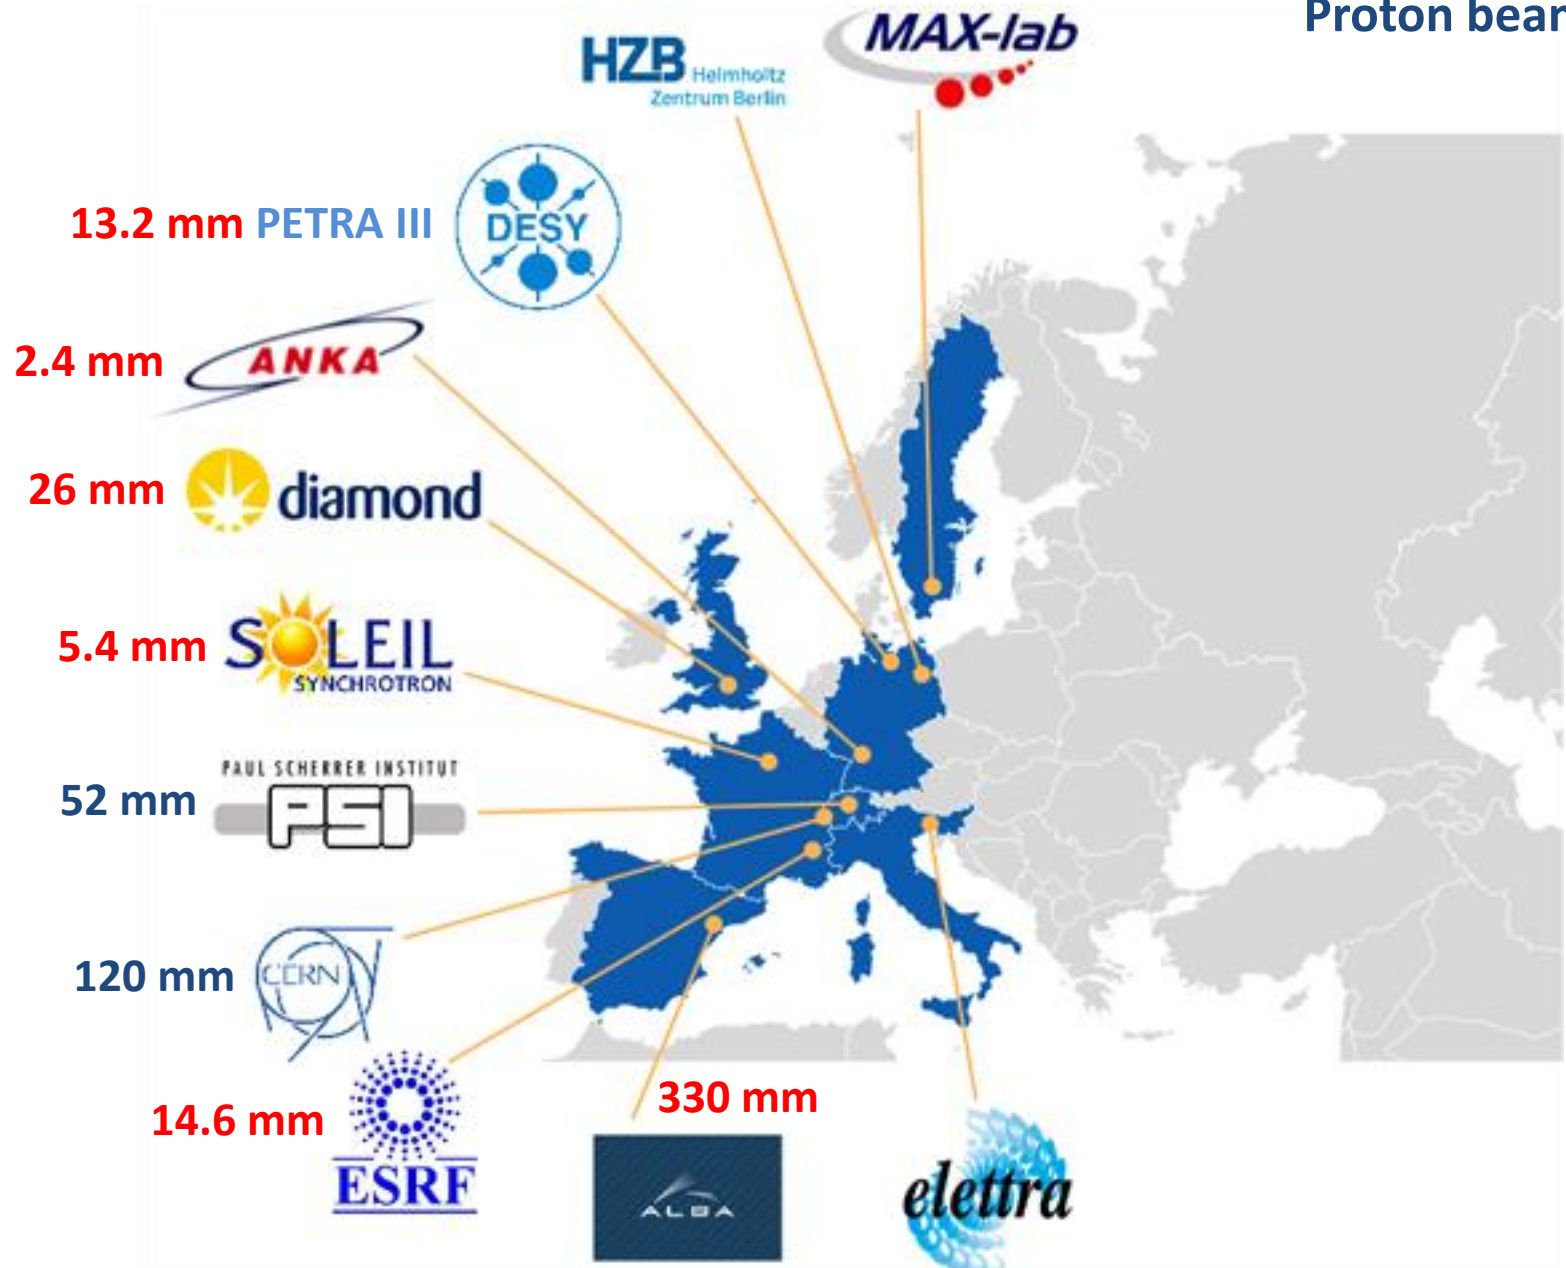 Proton bear
MAX-lab
HZB Helmholtz
Zentrum Berlin
13.2 mm PETRA III
DESY
2.4 mm
ANKA
26 mm
diamond
5.4 mm
SOLEIL
SYNCHROTRON
PAUL SCHERRER INSTITUT
52 mm
PSI
120 mm
CERN
14.6 mm
ESRF
330 mm
ALBA
elettra